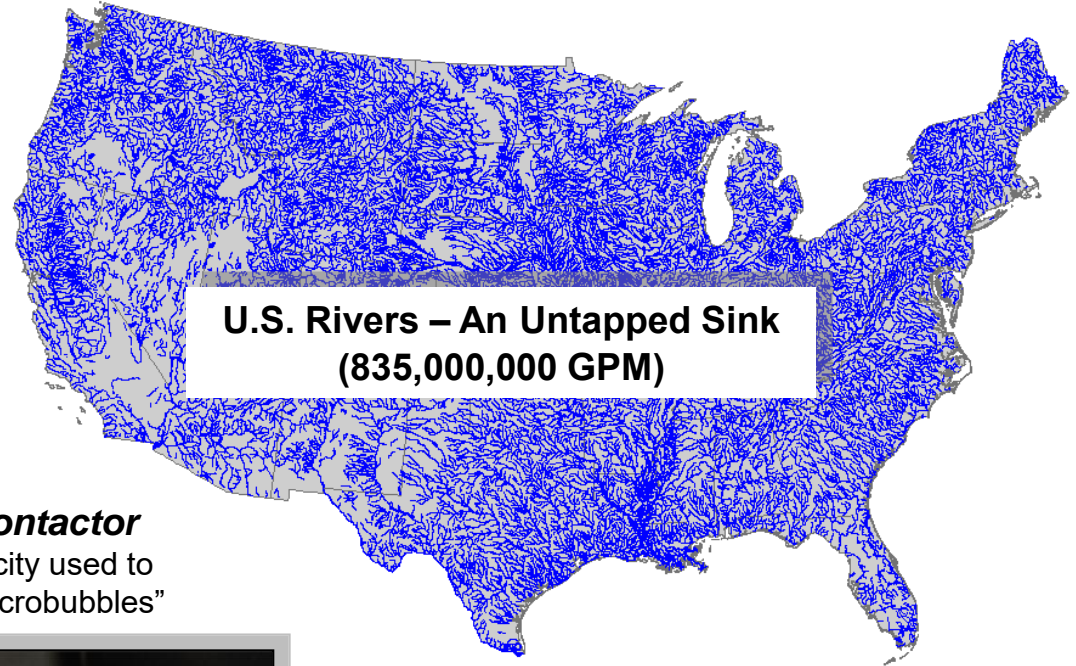 U.S. Rivers – An Untapped Sink
(835,000,000 GPM)
ontactor
city used to
crobubbles”